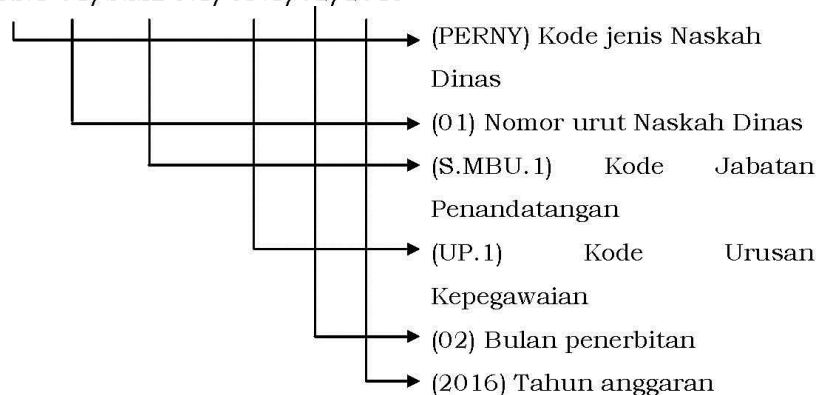 (PERNY) Kode jenis Naskah
Dinas
(01) Nomor urut Naskah Dinas
(S.MBU.1) Kode Jabatan
Penandatangan
(UP.1) Kode Urusan
Kepegawaian
(02) Bulan penerbitan
(2016) Tahun anggaran